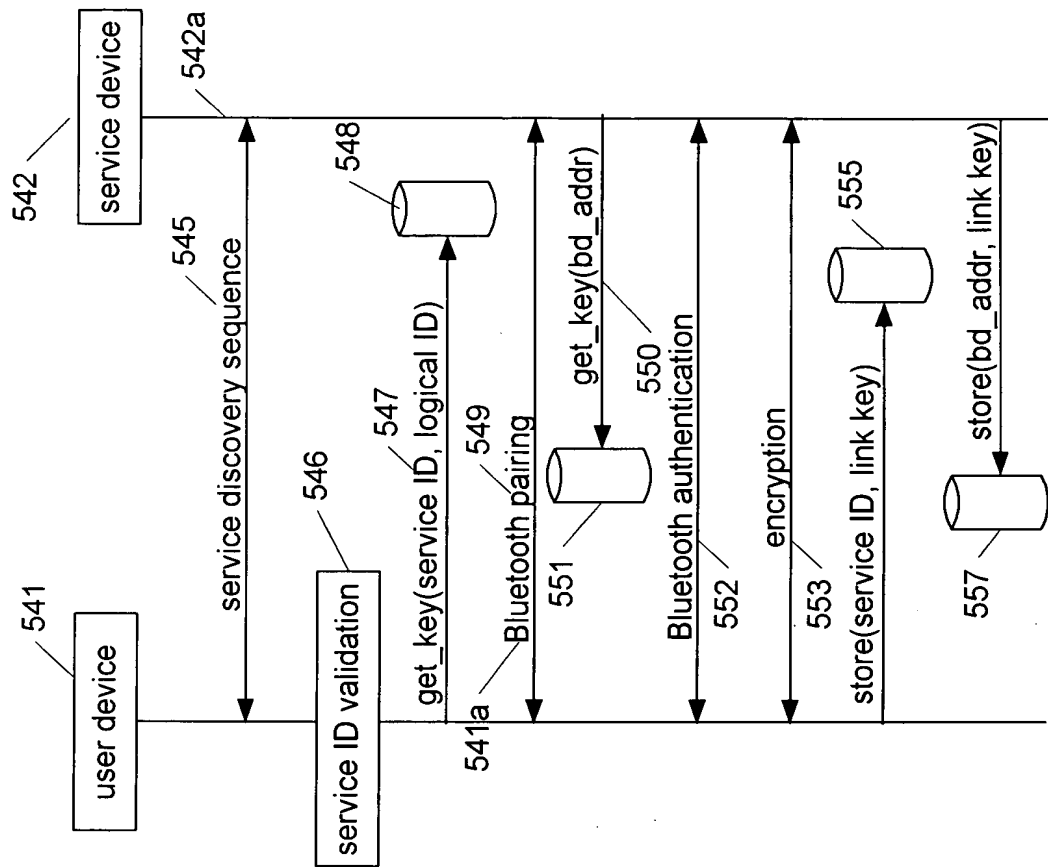 541
user device
542
service device
542a
545
service discovery sequence
546
service ID validation
547
get_key(service ID, logical ID)
548
541a
549
Bluetooth pairing
get_key(bd_addr)
550
551
Bluetooth authentication
552
encryption
553
store(service ID, link key)
555
store(bd_addr, link key)
557